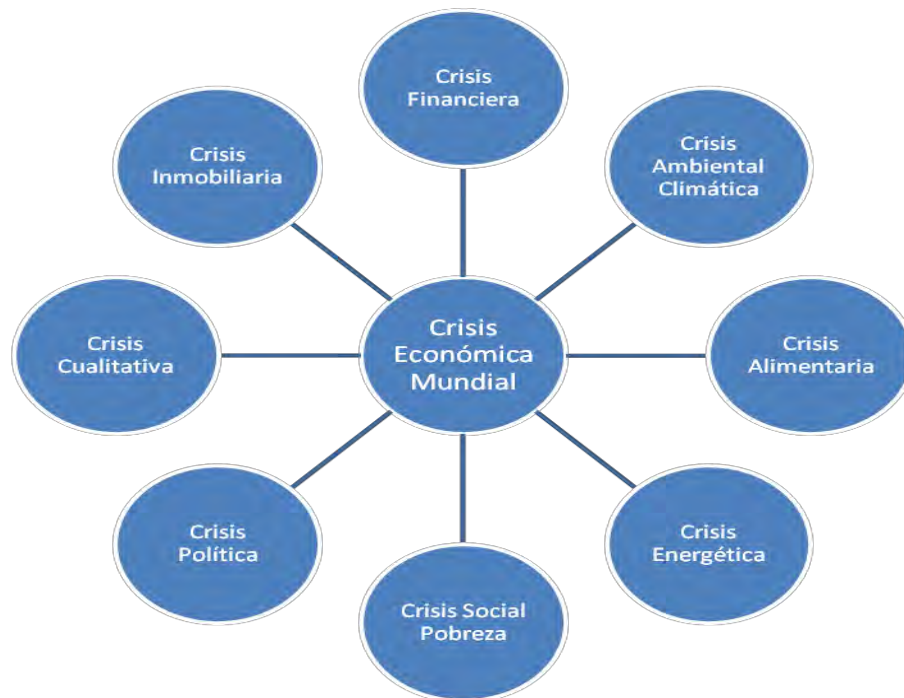 Crisis
Financiera
Crisis
Ambiental
Climática
Crisis
Alimentaria
Crisis
Energética
Crisis Social
Pobreza
Crisis
Política
Crisis
Cualitativa
Crisis
Inmobiliaria
Crisis
Económica
Mundial